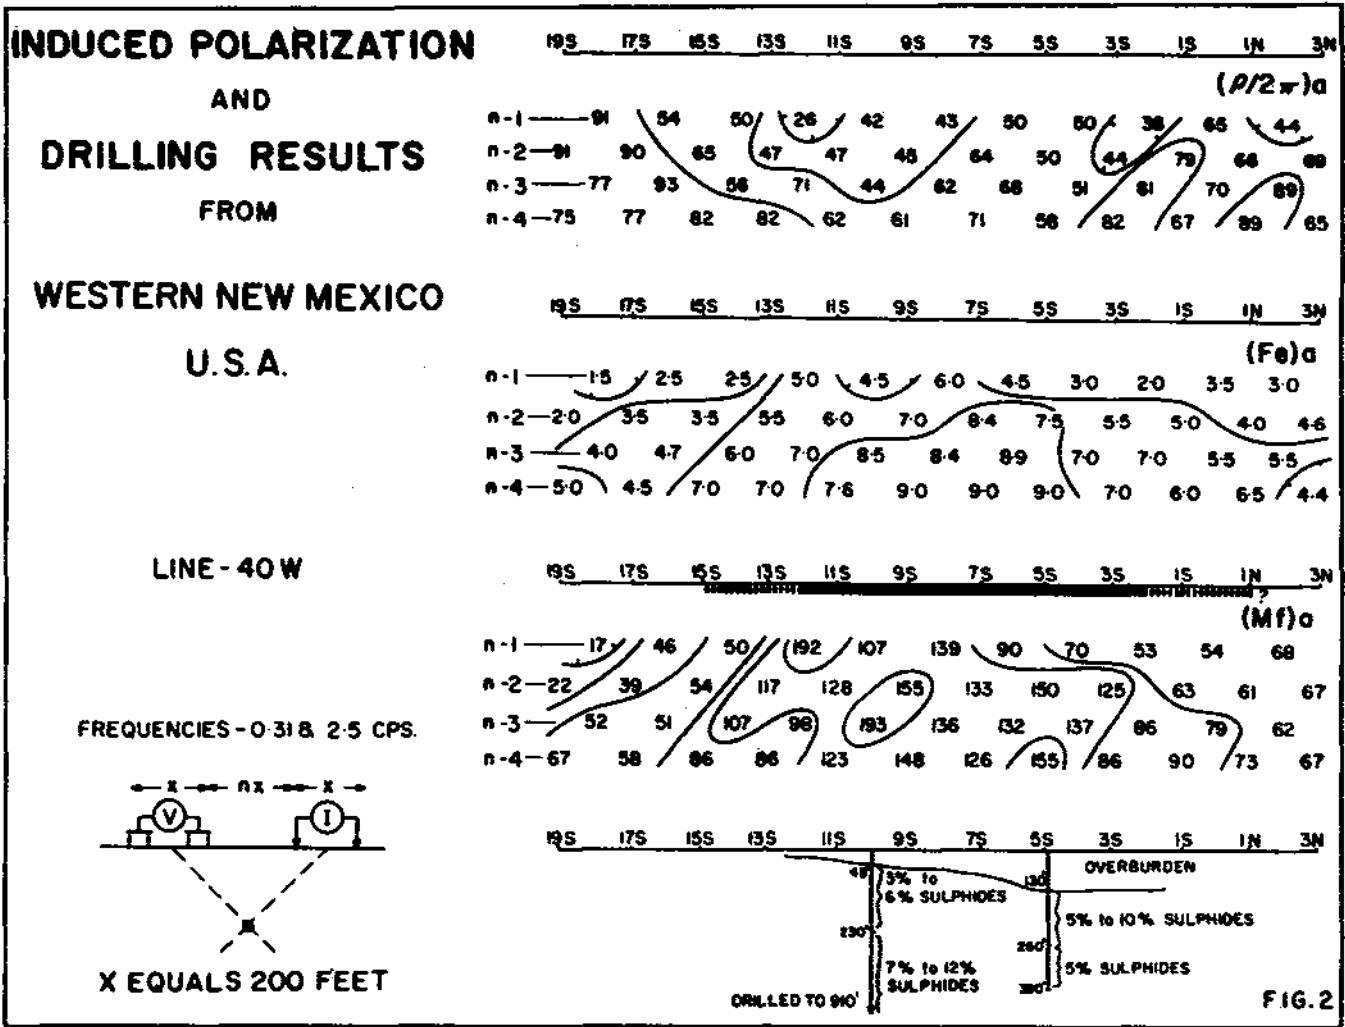 INDUCED POLARIZATION
AND
DRILLING RESULTS
FROM
WESTERN NEW MEXICO
U.S.A.
LINE-40W
FREQUENCIES-0·31 & 2·5 CPS.
X nx X
V I
X EQUALS 200 FEET
19S 17S 15S 13S 11S 9S 7S 5S 3S 1S 1N 3N
(P/2π)a
n-1 91 54 50 26 42 43 50 50 38 65 44
n-2 91 90 65 47 47 48 64 50 44 79 66 69
n-3 77 93 56 71 44 62 68 51 81 70 89
n-4 75 77 82 82 62 61 71 58 82 67 89 65
19S 17S 15S 13S 11S 9S 7S 5S 3S 1S 1N 3N
(Fe)a
n-1 1·5 2·5 2·5 5·0 4·5 6·0 4·5 3·0 2·0 3·5 3·0
n-2 2·0 3·5 3·5 5·5 6·0 7·0 8·4 7·5 5·5 5·0 4·0 4·6
n-3 4·0 4·7 6·0 7·0 8·5 8·4 8·9 7·0 7·0 5·5 5·5
n-4 5·0 4·5 7·0 7·0 7·6 9·0 9·0 9·0 7·0 6·0 6·5 4·4
19S 17S 15S 13S 11S 9S 7S 5S 3S 1S 1N 3N
?
(Mf)a
n-1 17 46 50 192 107 139 90 70 53 54 68
n-2 22 39 54 117 128 155 133 150 125 63 61 67
n-3 52 51 107 98 193 136 132 137 86 79 62
n-4 67 58 86 86 123 148 126 155 86 90 73 67
19S 17S 15S 13S 11S 9S 7S 5S 3S 1S 1N 3N
OVERBURDEN
3% to
6% SULPHIDES
130'
5% to 10% SULPHIDES
230'
260'
7% to 12%
SULPHIDES
5% SULPHIDES
DRILLED TO 910'
FIG.2